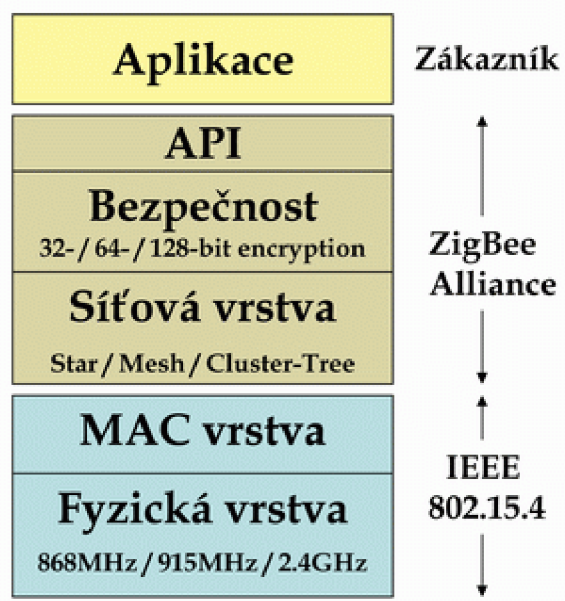 Aplikace
Zákazník
API
Bezpečnost
32- / 64- / 128-bit encryption
ZigBee
Alliance
Síťová vrstva
Star / Mesh / Cluster-Tree
MAC vrstva
IEEE
802.15.4
Fyzická vrstva
868MHz / 915MHz / 2.4GHz